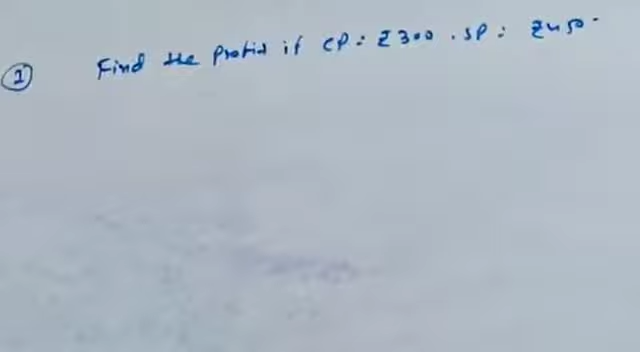 ① Find the Profit if CP : ₹300 . SP : ₹450.